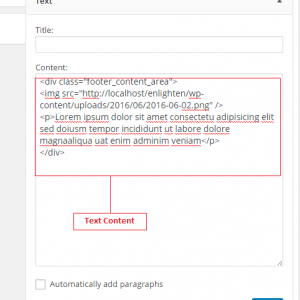 Text
Title:
Content:
<div class="footer_content_area">
<img src="http://localhost/enlighten/wp-
content/uploads/2016/06/2016-06-02.png" />
<p>Lorem ipsum dolor sit amet consectetu adipisicing elit
sed doiusm tempor incididunt ut labore dolore
magnaaliqua uat enim adminim veniam</p>
</div>
Text Content
Automatically add paragraphs